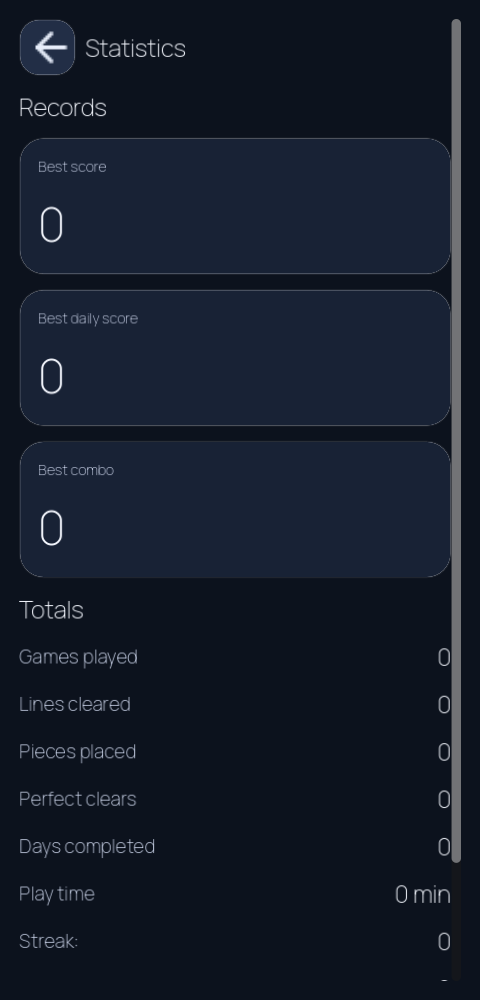 Statistics
Records
Best score
0
Best daily score
0
Best combo
0
Totals
Games played 0
Lines cleared 0
Pieces placed 0
Perfect clears 0
Days completed 0
Play time 0 min
Streak: 0